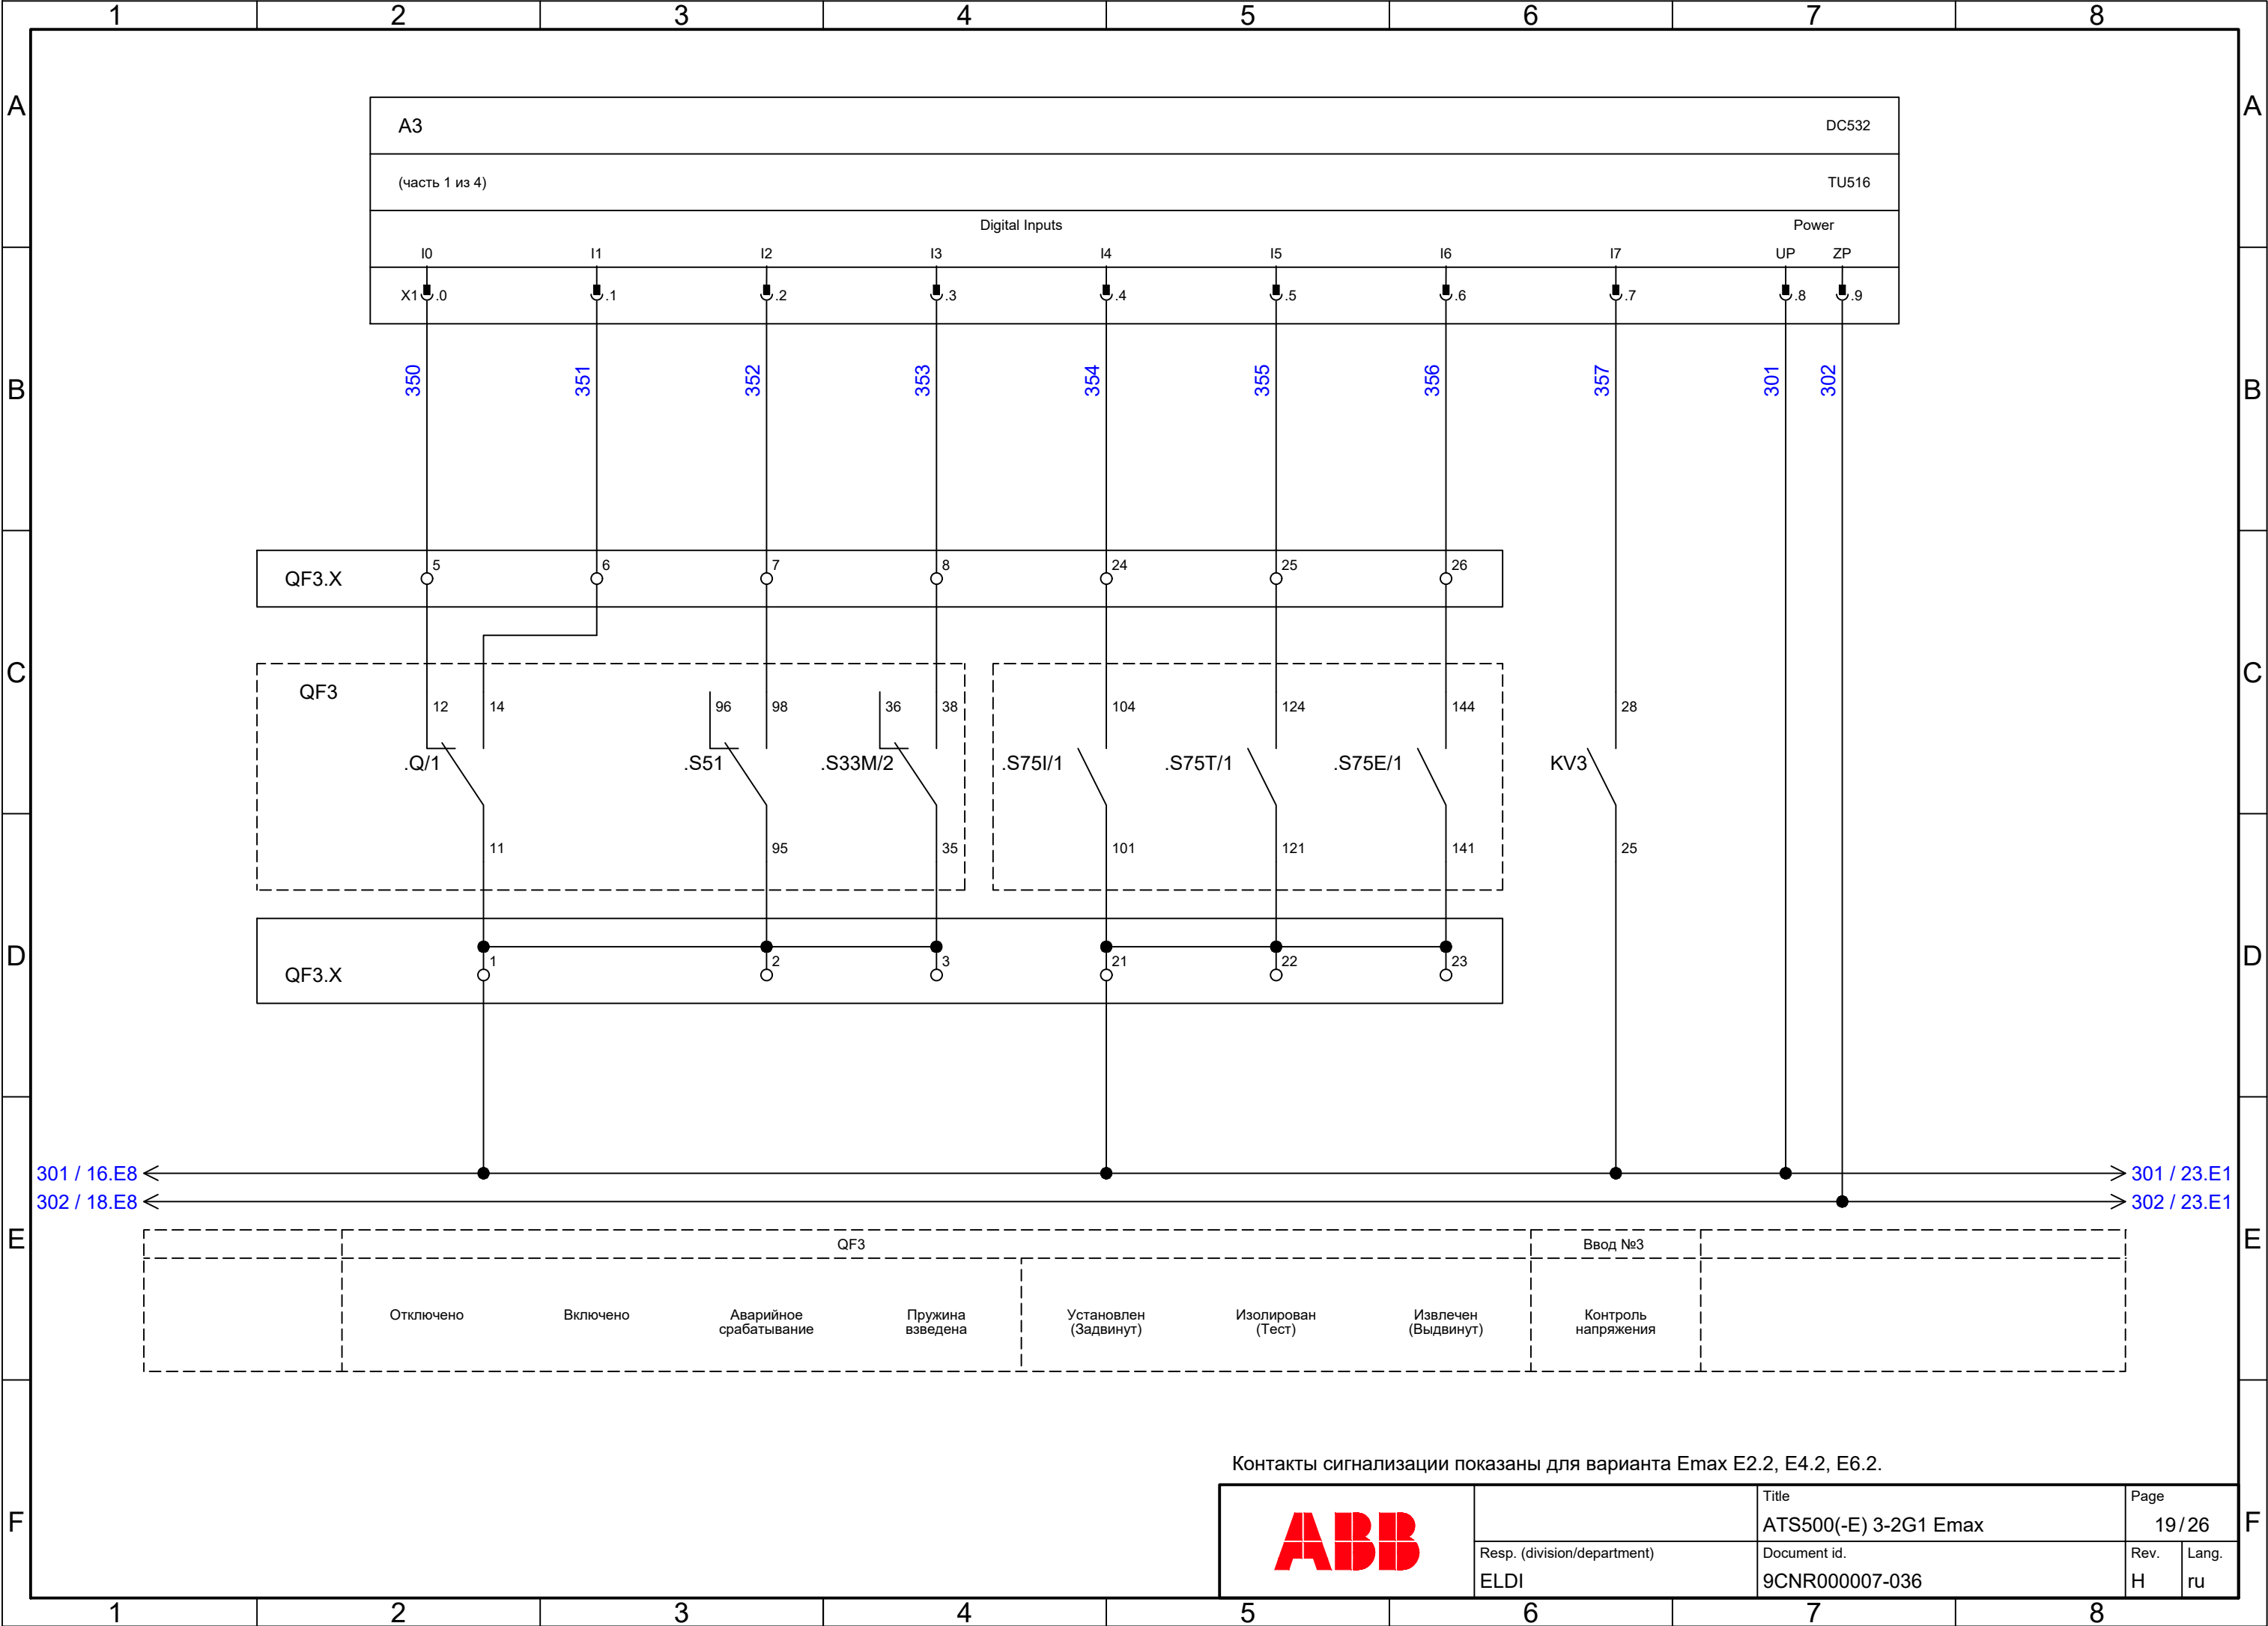 1 2 3 4 5 6 7 8
A A
A3 DC532
(часть 1 из 4) TU516
Digital Inputs Power
I0 I1 I2 I3 I4 I5 I6 I7 UP ZP
X1 .0 .1 .2 .3 .4 .5 .6 .7 .8 .9
350 351 352 353 354 355 356 357 301 302
B B
QF3.X 5 6 7 8 24 25 26
C C
QF3
12 14 96 98 36 38 104 124 144 28
.Q/1 .S51 .S33M/2 .S75I/1 .S75T/1 .S75E/1 KV3
11 95 35 101 121 141 25
D D
QF3.X 1 2 3 21 22 23
301 / 16.E8 301 / 23.E1
302 / 18.E8 302 / 23.E1
E E
QF3 Ввод №3
Отключено Включено Аварийное срабатывание Пружина взведена Установлен (Задвинут) Изолирован (Тест) Извлечен (Выдвинут) Контроль напряжения
Контакты сигнализации показаны для варианта Emax E2.2, E4.2, E6.2.
F F
ABB
Title
ATS500(-E) 3-2G1 Emax
Page
19/26
Resp. (division/department)
ELDI
Document id.
9CNR000007-036
Rev.
H
Lang.
ru
1 2 3 4 5 6 7 8